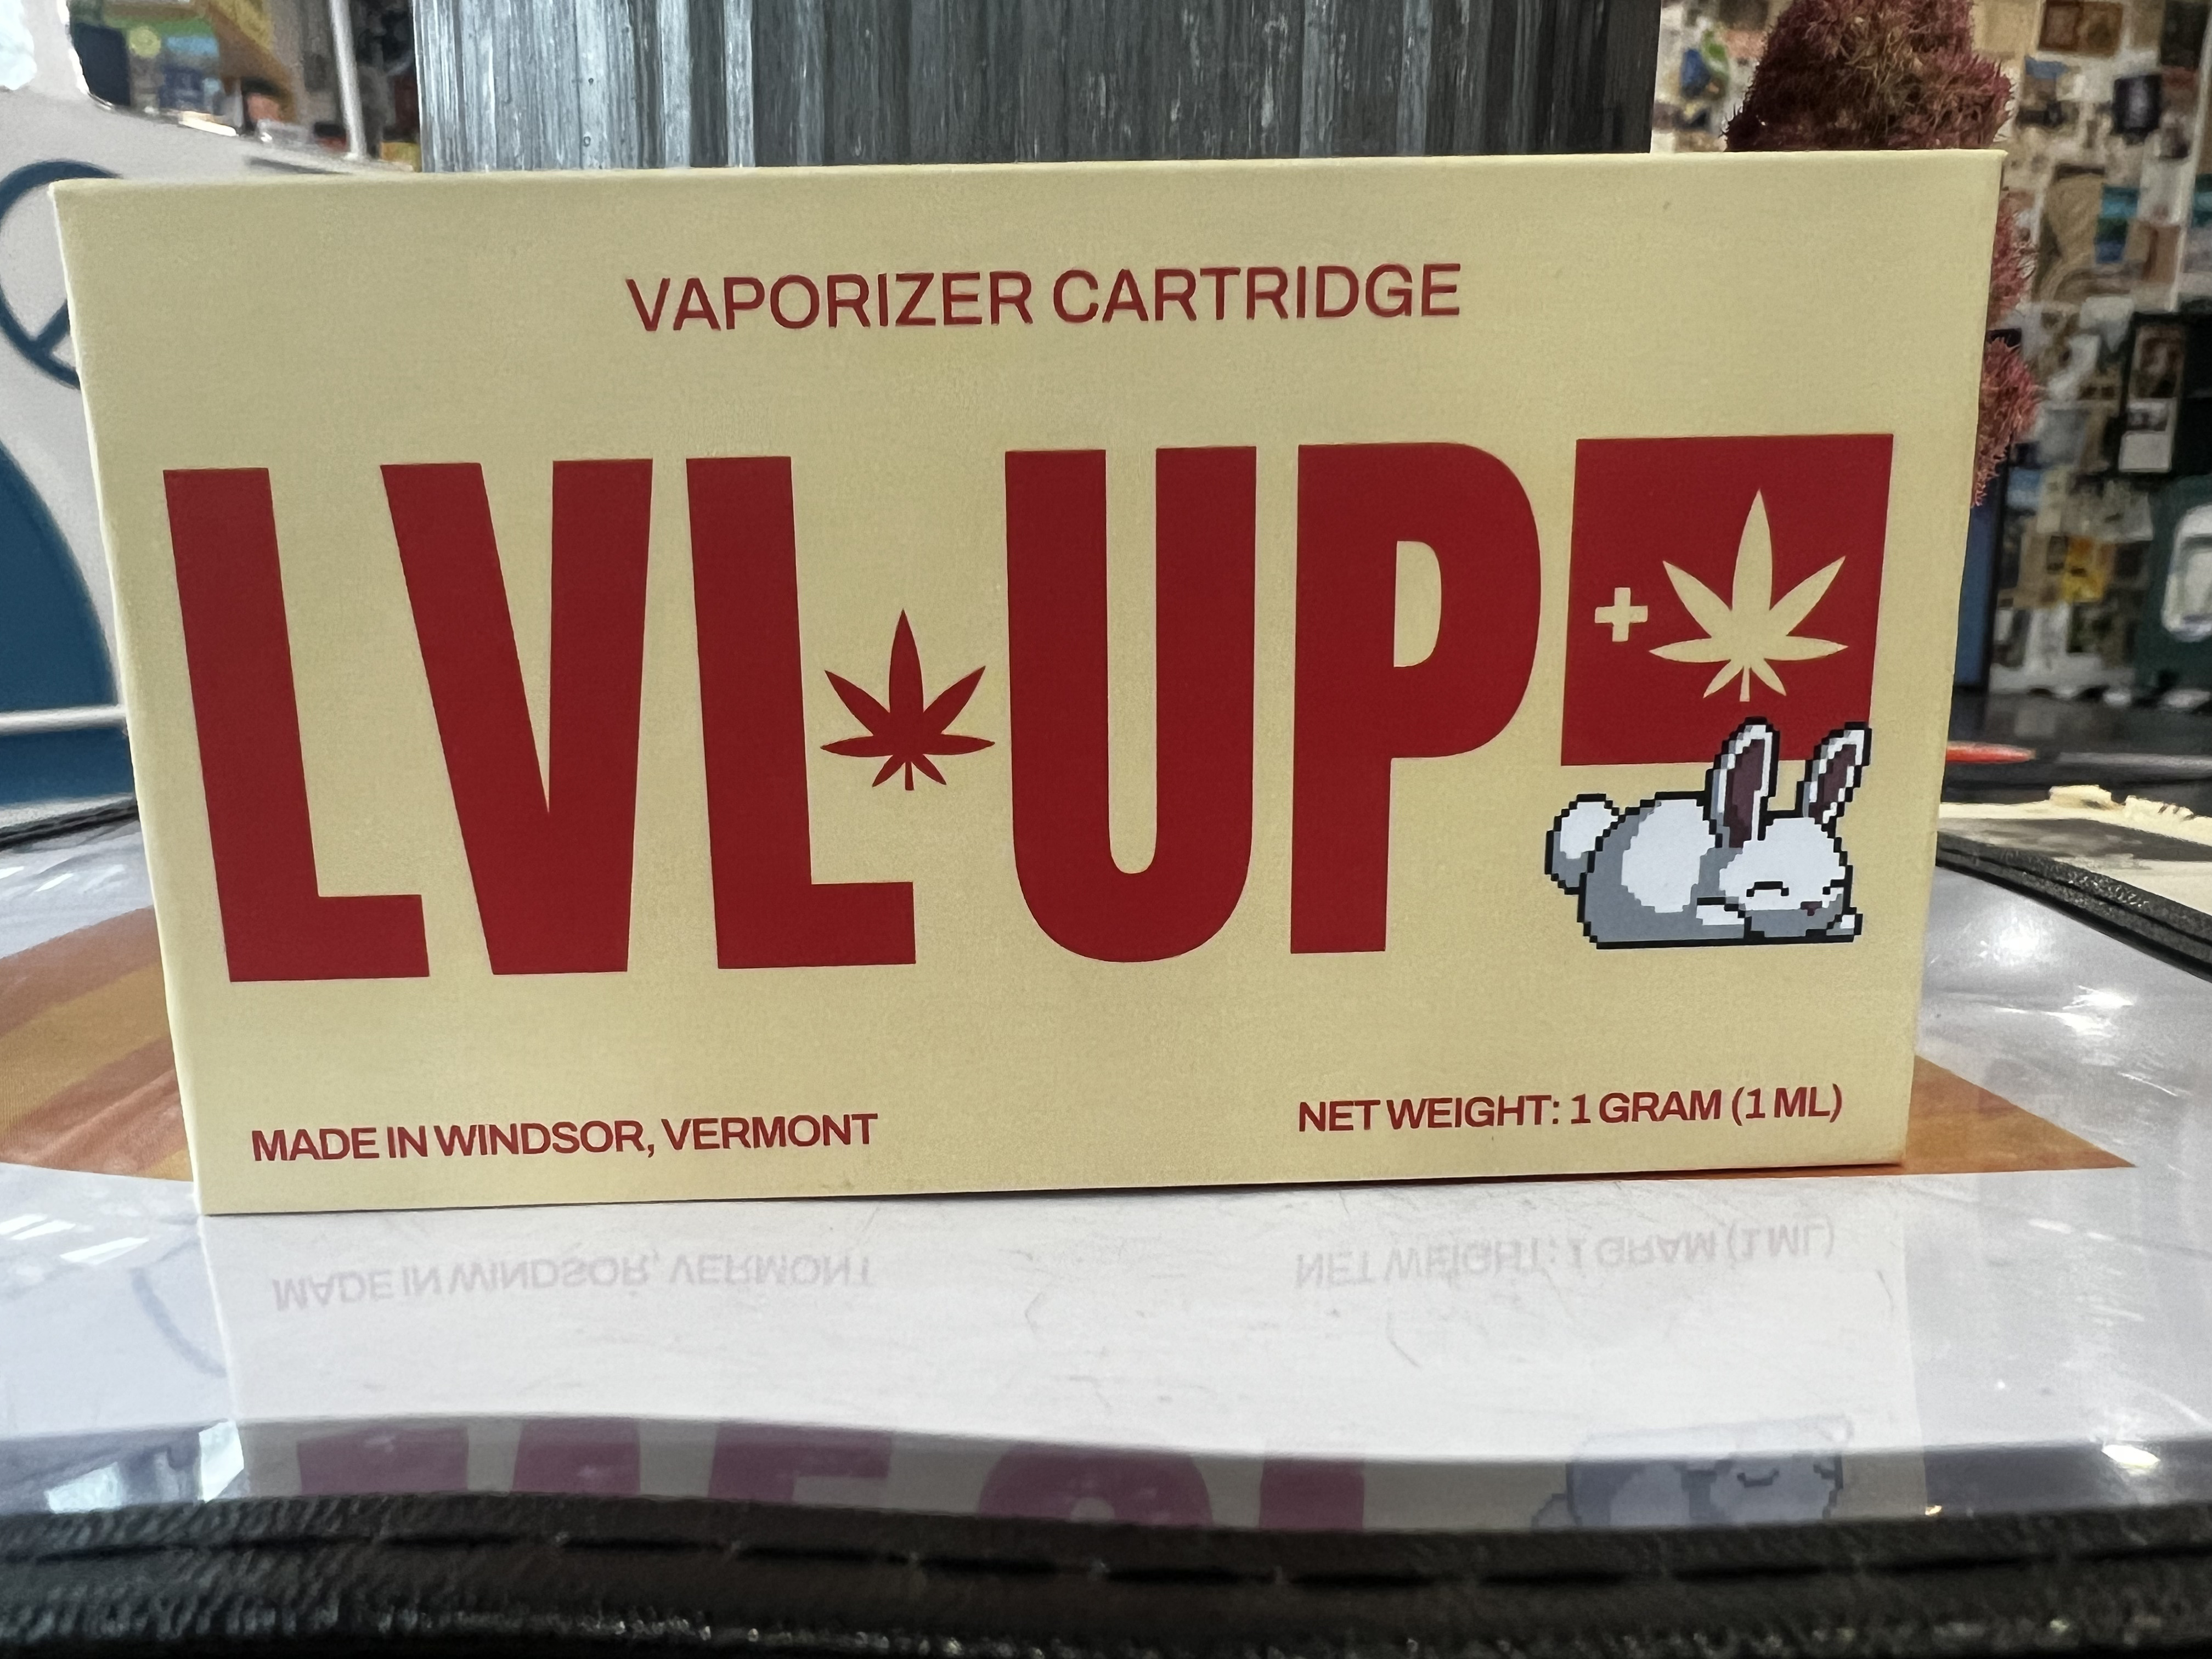 VAPORIZER CARTRIDGE
LVL UP
+
MADE IN WINDSOR, VERMONT
NET WEIGHT: 1 GRAM (1 ML)